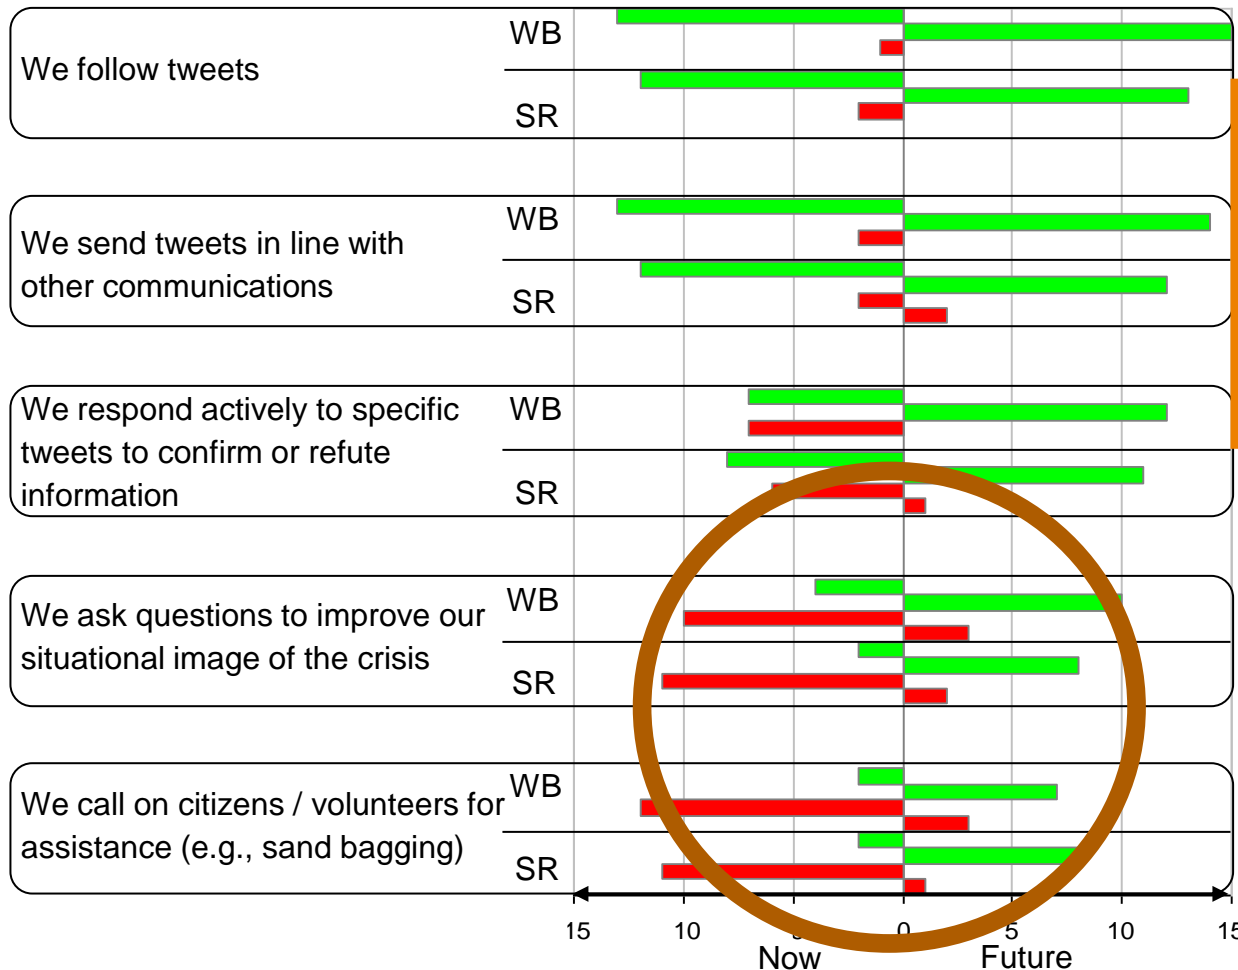 WB
We follow tweets
SR
WB
We send tweets in line with
other communications
SR
We respond actively to specific
tweets to confirm or refute
information
WB
SR
WB
We ask questions to improve our
situational image of the crisis
SR
WB
We call on citizens / volunteers for
assistance (e.g., sand bagging)
SR
15 10 5 0 5 10 15
Now Future